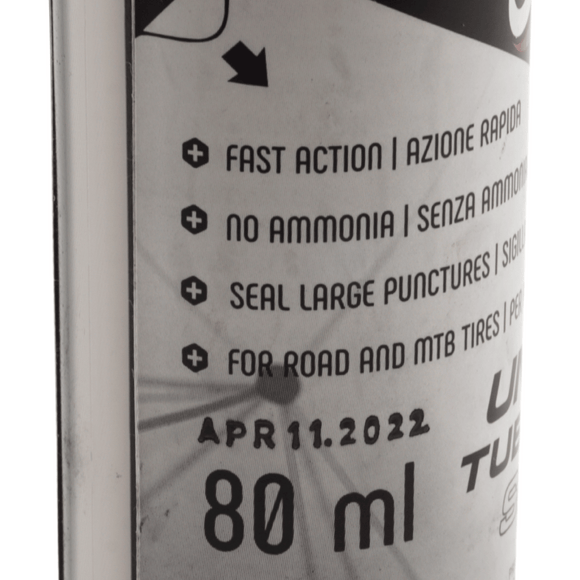 FAST ACTION | AZIONE RAPIDA
NO AMMONIA | SENZA
SEAL LARGE PUNCTURES |
FOR ROAD AND MTB TIRES | PER
APR 11.2022
80 ml